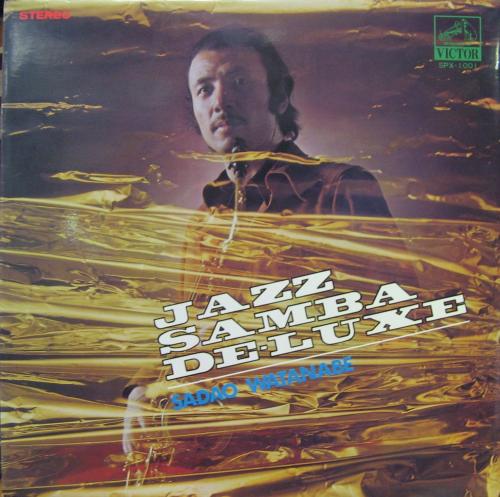 STEREO
VICTOR
SPX-1001
JAZZ
SAMBA
DE-LUXE
SADAO WATANABE